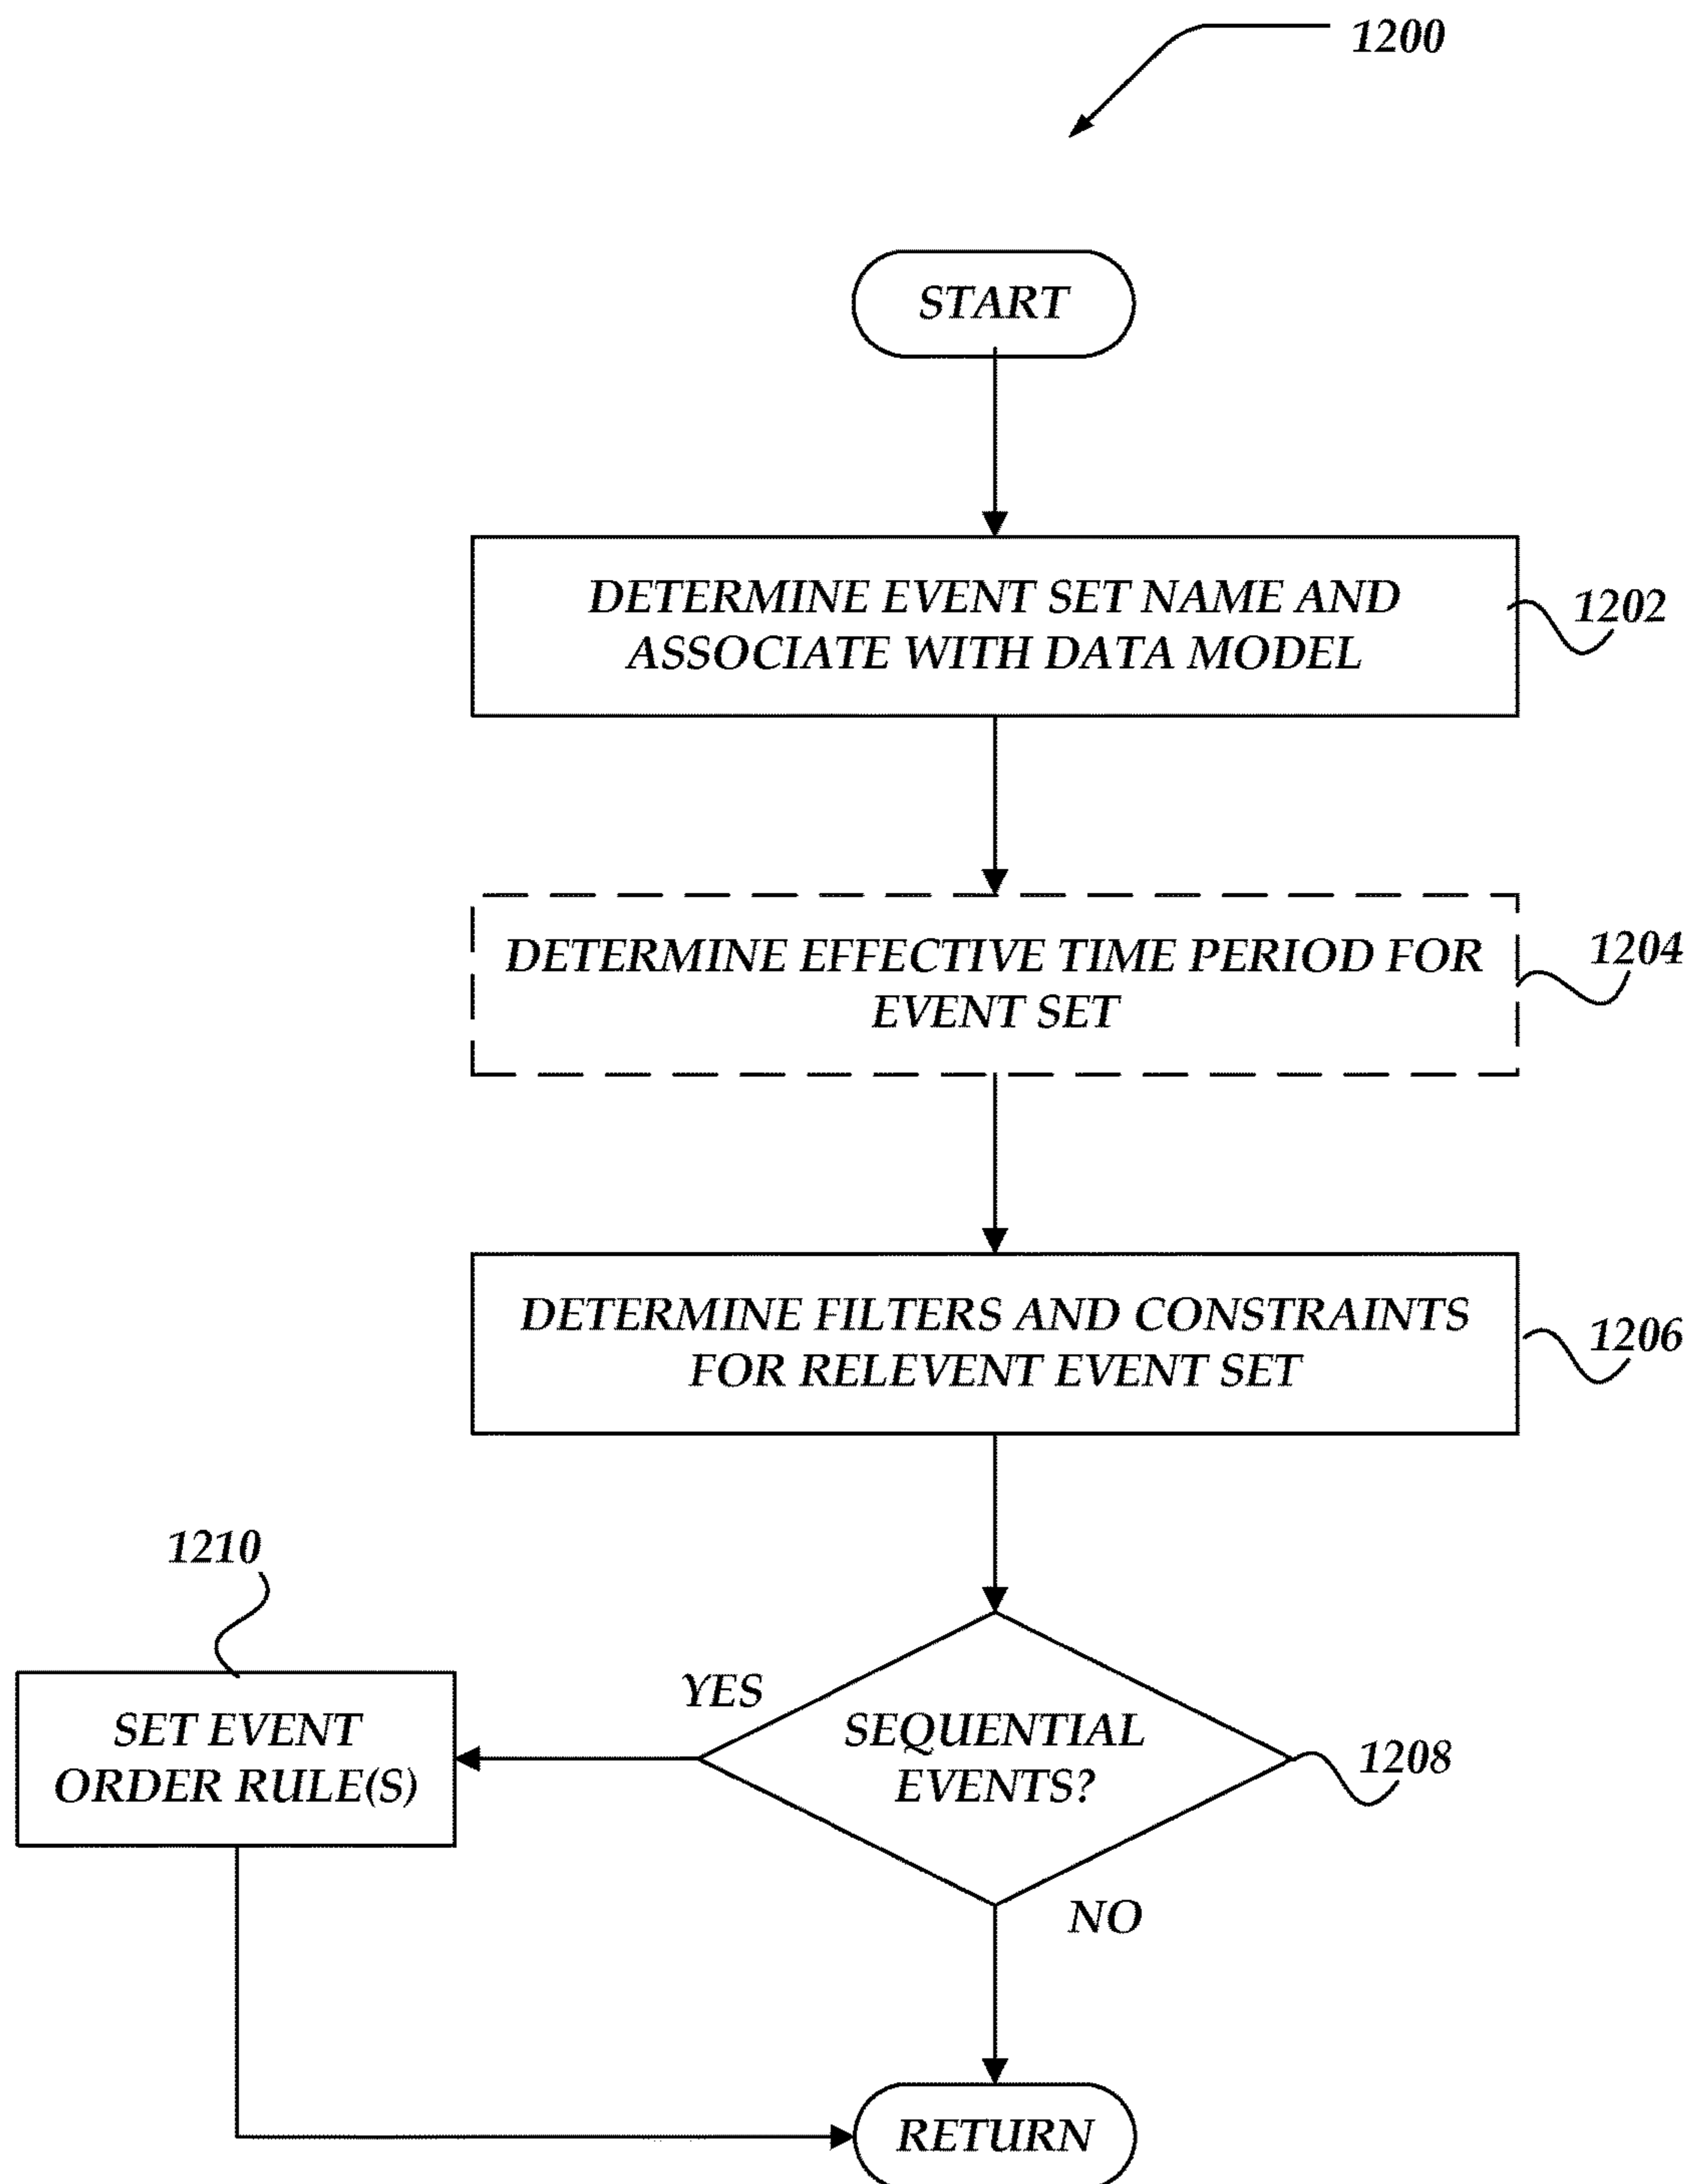 1200
START
DETERMINE EVENT SET NAME AND
ASSOCIATE WITH DATA MODEL
1202
DETERMINE EFFECTIVE TIME PERIOD FOR
EVENT SET
1204
DETERMINE FILTERS AND CONSTRAINTS
FOR RELEVENT EVENT SET
1206
1210
SET EVENT
ORDER RULE(S)
YES
SEQUENTIAL
EVENTS?
1208
NO
RETURN